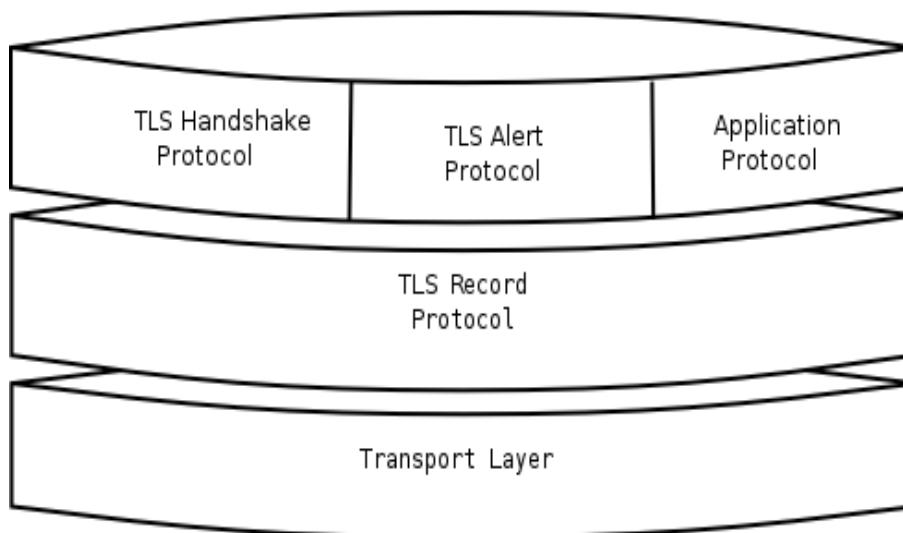 TLS Handshake
Protocol
TLS Alert
Protocol
Application
Protocol
TLS Record
Protocol
Transport Layer